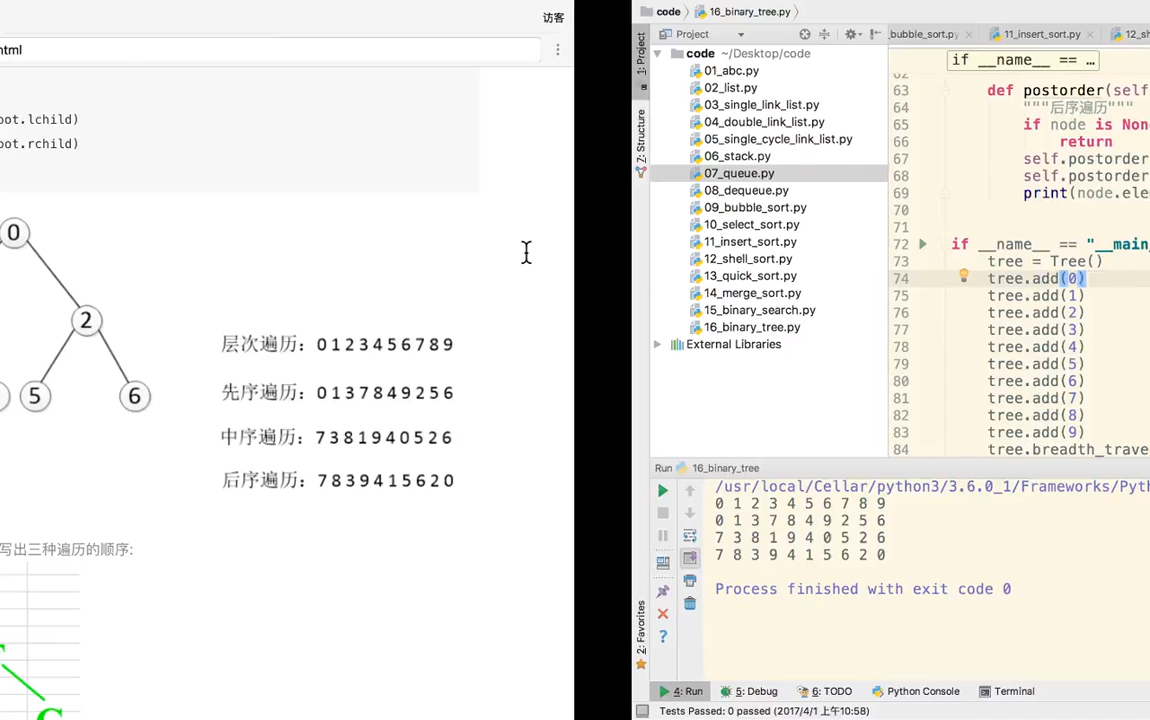 访客
html
oot.lchild)
oot.rchild)
0
2
5
6
层次遍历：0 1 2 3 4 5 6 7 8 9
先序遍历：0 1 3 7 8 4 9 2 5 6
中序遍历：7 3 8 1 9 4 0 5 2 6
后序遍历：7 8 3 9 4 1 5 6 2 0
写出三种遍历的顺序:
code
16_binary_tree.py
Project
_bubble_sort.py
11_insert_sort.py
12_sh
1: Project
7: Structure
2: Favorites
code ~/Desktop/code
01_abc.py
02_list.py
03_single_link_list.py
04_double_link_list.py
05_single_cycle_link_list.py
06_stack.py
07_queue.py
08_dequeue.py
09_bubble_sort.py
10_select_sort.py
11_insert_sort.py
12_shell_sort.py
13_quick_sort.py
14_merge_sort.py
15_binary_search.py
16_binary_tree.py
External Libraries
if __name__ == …
62
63 def postorder(self
64 """后序遍历"""
65 if node is None
66 return
67 self.postorder
68 self.postorder
69 print(node.ele
70
71
72 if __name__ == "__main_
73 tree = Tree()
74 tree.add(0)
75 tree.add(1)
76 tree.add(2)
77 tree.add(3)
78 tree.add(4)
79 tree.add(5)
80 tree.add(6)
81 tree.add(7)
82 tree.add(8)
83 tree.add(9)
84 tree.breadth_trave
Run 16_binary_tree
/usr/local/Cellar/python3/3.6.0_1/Frameworks/Pyth
0 1 2 3 4 5 6 7 8 9
0 1 3 7 8 4 9 2 5 6
7 3 8 1 9 4 0 5 2 6
7 8 3 9 4 1 5 6 2 0
Process finished with exit code 0
4: Run
5: Debug
6: TODO
Python Console
Terminal
Tests Passed: 0 passed (2017/4/1 上午10:58)